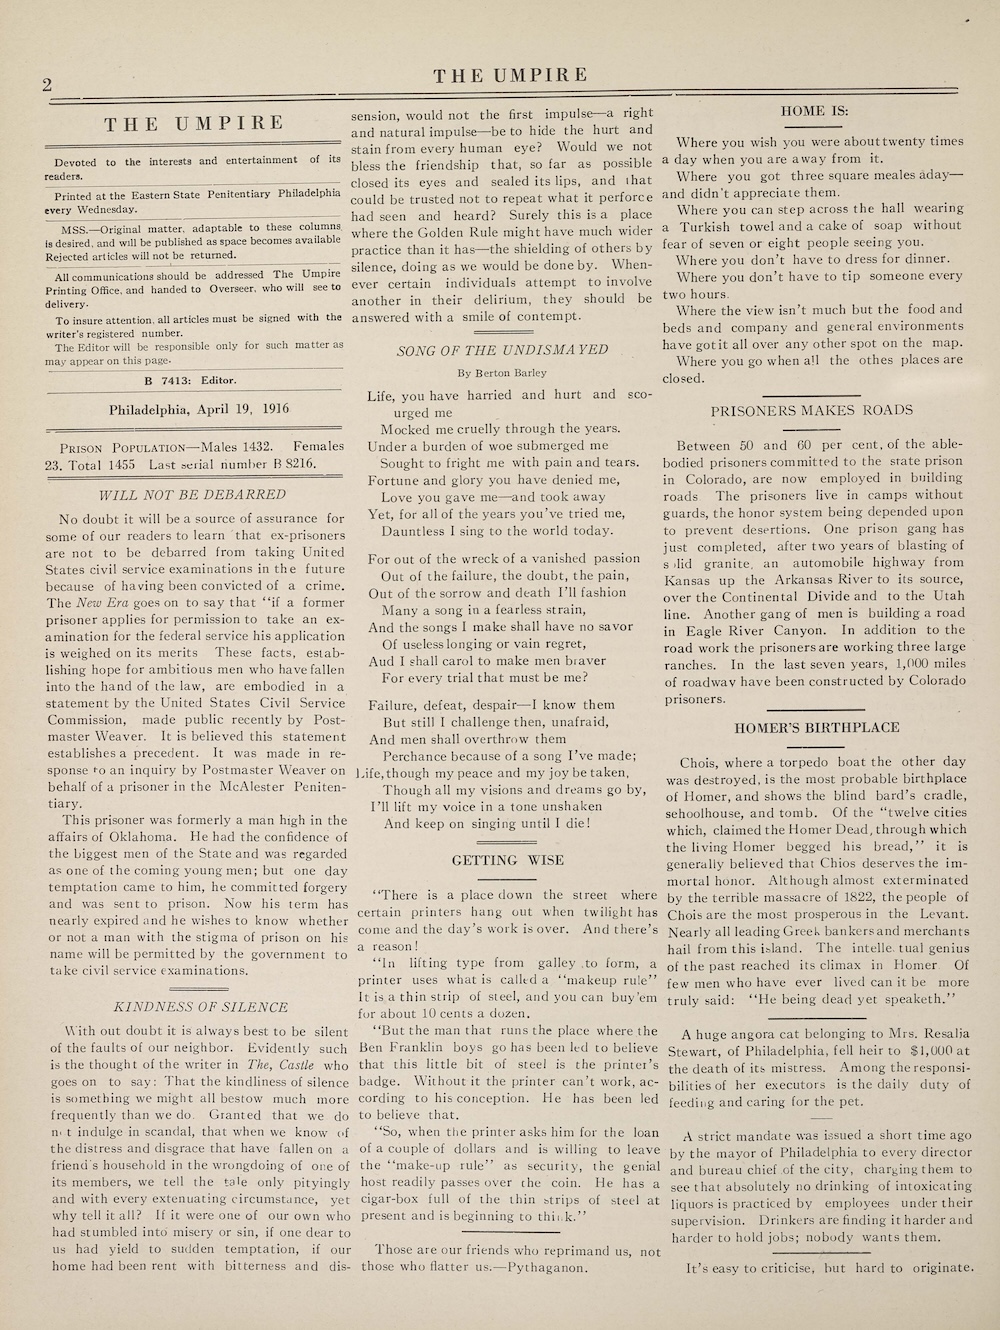 2
THE UMPIRE
THE UMPIRE
Devoted to the interests and entertainment of its
readers.
Printed at the Eastern State Penitentiary Philadelphia
every Wednesday.
MSS.—Original matter, adaptable to these columns,
is desired, and will be published as space becomes available
Rejected articles will not be returned.
All communications should be addressed The Umpire
Printing Office, and handed to Overseer, who will see to
delivery.
To insure attention, all articles must be signed with the
writer's registered number.
The Editor will be responsible only for such matter as
may appear on this page.
B 7413: Editor.
Philadelphia, April 19, 1916
PRISON POPULATION—Males 1432. Females
23. Total 1455 Last serial number B 8216.
WILL NOT BE DEBARRED
No doubt it will be a source of assurance for
some of our readers to learn that ex-prisoners
are not to be debarred from taking United
States civil service examinations in the future
because of having been convicted of a crime.
The New Era goes on to say that "if a former
prisoner applies for permission to take an ex-
amination for the federal service his application
is weighed on its merits These facts, estab-
lishing hope for ambitious men who have fallen
into the hand of the law, are embodied in a
statement by the United States Civil Service
Commission, made public recently by Post-
master Weaver. It is believed this statement
establishes a precedent. It was made in re-
sponse to an inquiry by Postmaster Weaver on
behalf of a prisoner in the McAlester Peniten-
tiary.
This prisoner was formerly a man high in the
affairs of Oklahoma. He had the confidence of
the biggest men of the State and was regarded
as one of the coming young men; but one day
temptation came to him, he committed forgery
and was sent to prison. Now his term has
nearly expired and he wishes to know whether
or not a man with the stigma of prison on his
name will be permitted by the government to
take civil service examinations.
KINDNESS OF SILENCE
With out doubt it is always best to be silent
of the faults of our neighbor. Evidently such
is the thought of the writer in The, Castle who
goes on to say: That the kindliness of silence
is something we might all bestow much more
frequently than we do. Granted that we do
not indulge in scandal, that when we know of
the distress and disgrace that have fallen on a
friend's household in the wrongdoing of one of
its members, we tell the tale only pityingly
and with every extenuating circumstance, yet
why tell it all? If it were one of our own who
had stumbled into misery or sin, if one dear to
us had yield to sudden temptation, if our
home had been rent with bitterness and dis-
sension, would not the first impulse—a right
and natural impulse—be to hide the hurt and
stain from every human eye? Would we not
bless the friendship that, so far as possible
closed its eyes and sealed its lips, and that
could be trusted not to repeat what it perforce
had seen and heard? Surely this is a place
where the Golden Rule might have much wider
practice than it has—the shielding of others by
silence, doing as we would be done by. When-
ever certain individuals attempt to involve
another in their delirium, they should be
answered with a smile of contempt.
SONG OF THE UNDISMAYED
By Berton Barley
Life, you have harried and hurt and sco-
urged me
Mocked me cruelly through the years.
Under a burden of woe submerged me
Sought to fright me with pain and tears.
Fortune and glory you have denied me,
Love you gave me—and took away
Yet, for all of the years you've tried me,
Dauntless I sing to the world today.
For out of the wreck of a vanished passion
Out of the failure, the doubt, the pain,
Out of the sorrow and death I'll fashion
Many a song in a fearless strain,
And the songs I make shall have no savor
Of useless longing or vain regret,
Aud I shall carol to make men braver
For every trial that must be me?
Failure, defeat, despair—I know them
But still I challenge then, unafraid,
And men shall overthrow them
Perchance because of a song I've made;
Life, though my peace and my joy be taken,
Though all my visions and dreams go by,
I'll lift my voice in a tone unshaken
And keep on singing until I die!
GETTING WISE
"There is a place down the street where
certain printers hang out when twilight has
come and the day's work is over. And there's
a reason!
"In lifting type from galley to form, a
printer uses what is called a "makeup rule"
It is a thin strip of steel, and you can buy'em
for about 10 cents a dozen.
"But the man that runs the place where the
Ben Franklin boys go has been led to believe
that this little bit of steel is the printer's
badge. Without it the printer can't work, ac-
cording to his conception. He has been led
to believe that.
"So, when the printer asks him for the loan
of a couple of dollars and is willing to leave
the "make-up rule" as security, the genial
host readily passes over the coin. He has a
cigar-box full of the thin strips of steel at
present and is beginning to think."
Those are our friends who reprimand us, not
those who flatter us.—Pythaganon.
HOME IS:
Where you wish you were about twenty times
a day when you are away from it.
Where you got three square meales aday—
and didn't appreciate them.
Where you can step across the hall wearing
a Turkish towel and a cake of soap without
fear of seven or eight people seeing you.
Where you don't have to dress for dinner.
Where you don't have to tip someone every
two hours.
Where the view isn't much but the food and
beds and company and general environments
have got it all over any other spot on the map.
Where you go when all the othes places are
closed.
PRISONERS MAKES ROADS
Between 50 and 60 per cent, of the able-
bodied prisoners committed to the state prison
in Colorado, are now employed in building
roads The prisoners live in camps without
guards, the honor system being depended upon
to prevent desertions. One prison gang has
just completed, after two years of blasting of
solid granite, an automobile highway from
Kansas up the Arkansas River to its source,
over the Continental Divide and to the Utah
line. Another gang of men is building a road
in Eagle River Canyon. In addition to the
road work the prisoners are working three large
ranches. In the last seven years, 1,000 miles
of roadway have been constructed by Colorado
prisoners.
HOMER'S BIRTHPLACE
Chois, where a torpedo boat the other day
was destroyed, is the most probable birthplace
of Homer, and shows the blind bard's cradle,
sehoolhouse, and tomb. Of the "twelve cities
which, claimed the Homer Dead, through which
the living Homer begged his bread," it is
generally believed that Chios deserves the im-
mortal honor. Although almost exterminated
by the terrible massacre of 1822, the people of
Chois are the most prosperous in the Levant.
Nearly all leading Greek bankers and merchants
hail from this island. The intellectual genius
of the past reached its climax in Homer Of
few men who have ever lived can it be more
truly said: "He being dead yet speaketh."
A huge angora cat belonging to Mrs. Resalia
Stewart, of Philadelphia, fell heir to $1,000 at
the death of its mistress. Among the responsi-
bilities of her executors is the daily duty of
feeding and caring for the pet.
A strict mandate was issued a short time ago
by the mayor of Philadelphia to every director
and bureau chief of the city, charging them to
see that absolutely no drinking of intoxicating
liquors is practiced by employees under their
supervision. Drinkers are finding it harder and
harder to hold jobs; nobody wants them.
It's easy to criticise, but hard to originate.